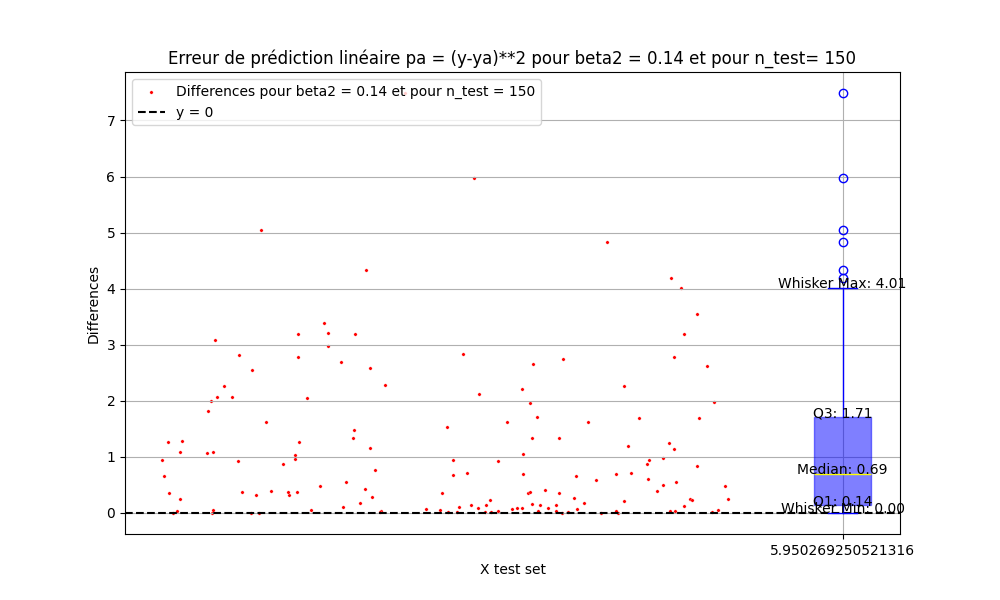 Erreur de prédiction linéaire pa = (y-ya)**2 pour beta2 = 0.14 et pour n_test= 150
Differences pour beta2 = 0.14 et pour n_test = 150
y = 0
Differences
7
6
5
4
3
2
1
0
Whisker Max: 4.01
Q3: 1.71
Median: 0.69
Q1: 0.14
Whisker Min: 0.00
5.950269250521316
X test set